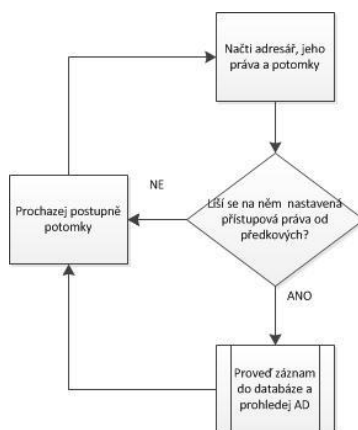 Načti adresář, jeho
práva a potomky
Liší se na něm nastavená
přístupová práva od
předkových?
NE
Prochazej postupně
potomky
ANO
Proveď záznam
do databáze a
prohledej AD